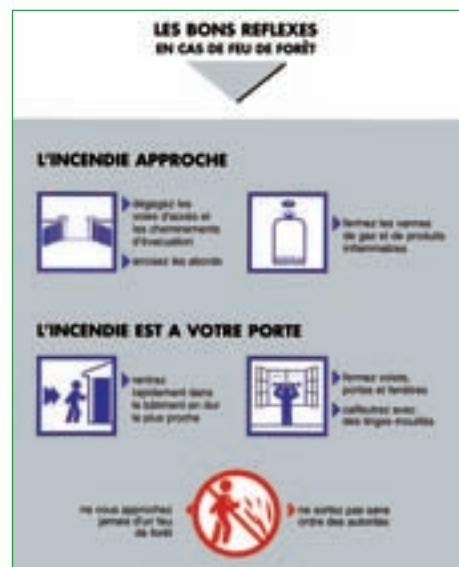 LES BONS REFLEXES
EN CAS DE FEU DE FORÊT
L'INCENDIE APPROCHE
dégagez les
voies d'accès et
les cheminements
d'évacuation
arrosez les abords
fermez les vannes
de gaz et de produits
inflammables
L'INCENDIE EST A VOTRE PORTE
rentrez
rapidement dans
le bâtiment en dur
le plus proche
fermez volets,
portes et fenêtres
calfeutrez avec
des linges mouillés
ne vous approchez
jamais d'un feu
de forêt
ne sortez pas sans
ordre des autorités